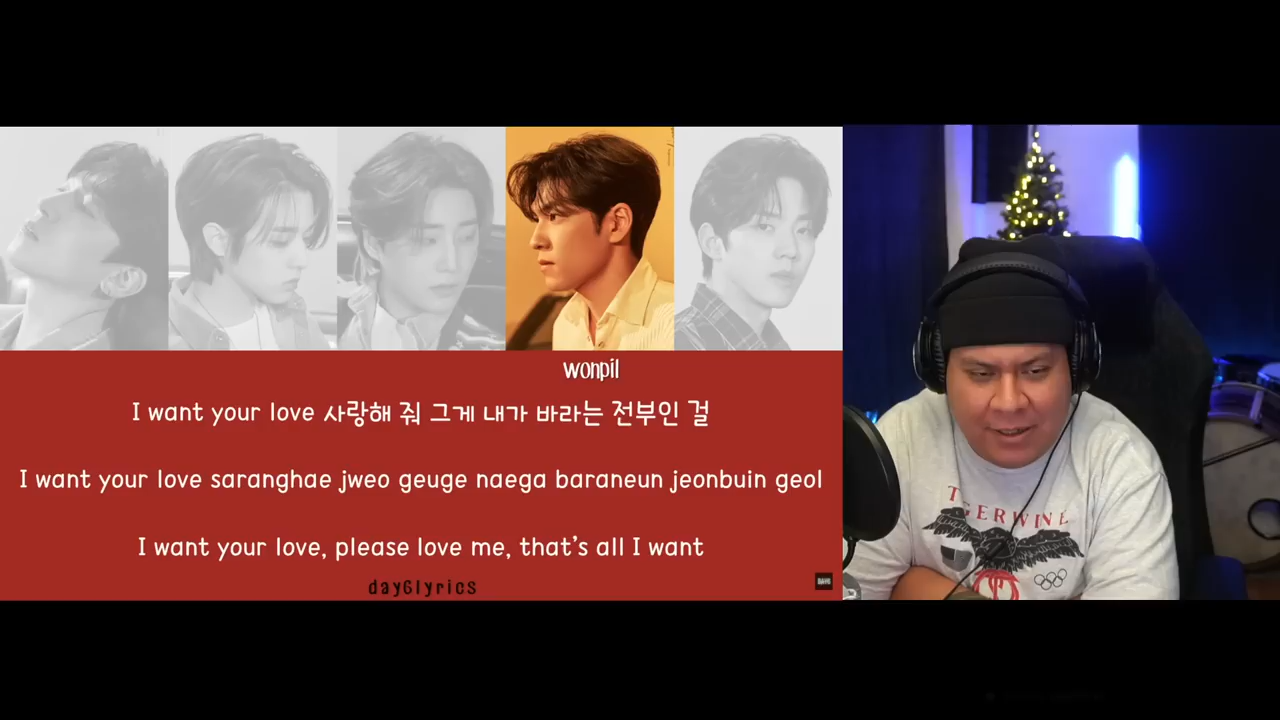 wonpil
I want your love 사랑해 줘 그게 내가 바라는 전부인 걸
I want your love saranghae jweo geuge naega baraneun jeonbuin geol
I want your love, please love me, that's all I want
day6lyrics
DAY6
TIGERWINE